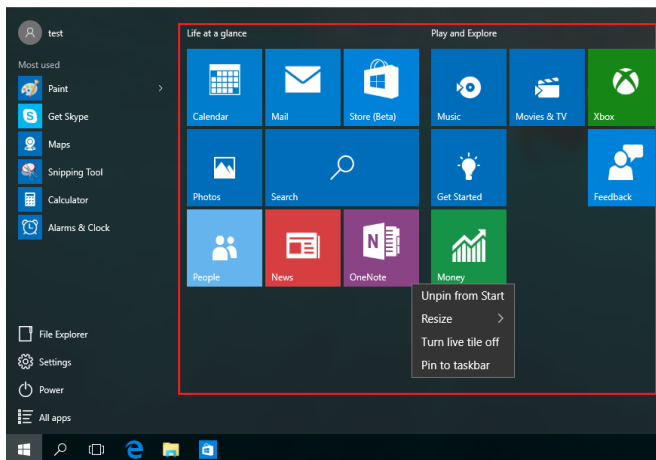 test
Most used
Paint
Get Skype
Maps
Snipping Tool
Calculator
Alarms & Clock
File Explorer
Settings
Power
All apps
Life at a glance
Calendar
Mail
Store (Beta)
Photos
Search
People
News
OneNote
Play and Explore
Music
Movies & TV
Xbox
Get Started
Feedback
Money
Unpin from Start
Resize
Turn live tile off
Pin to taskbar